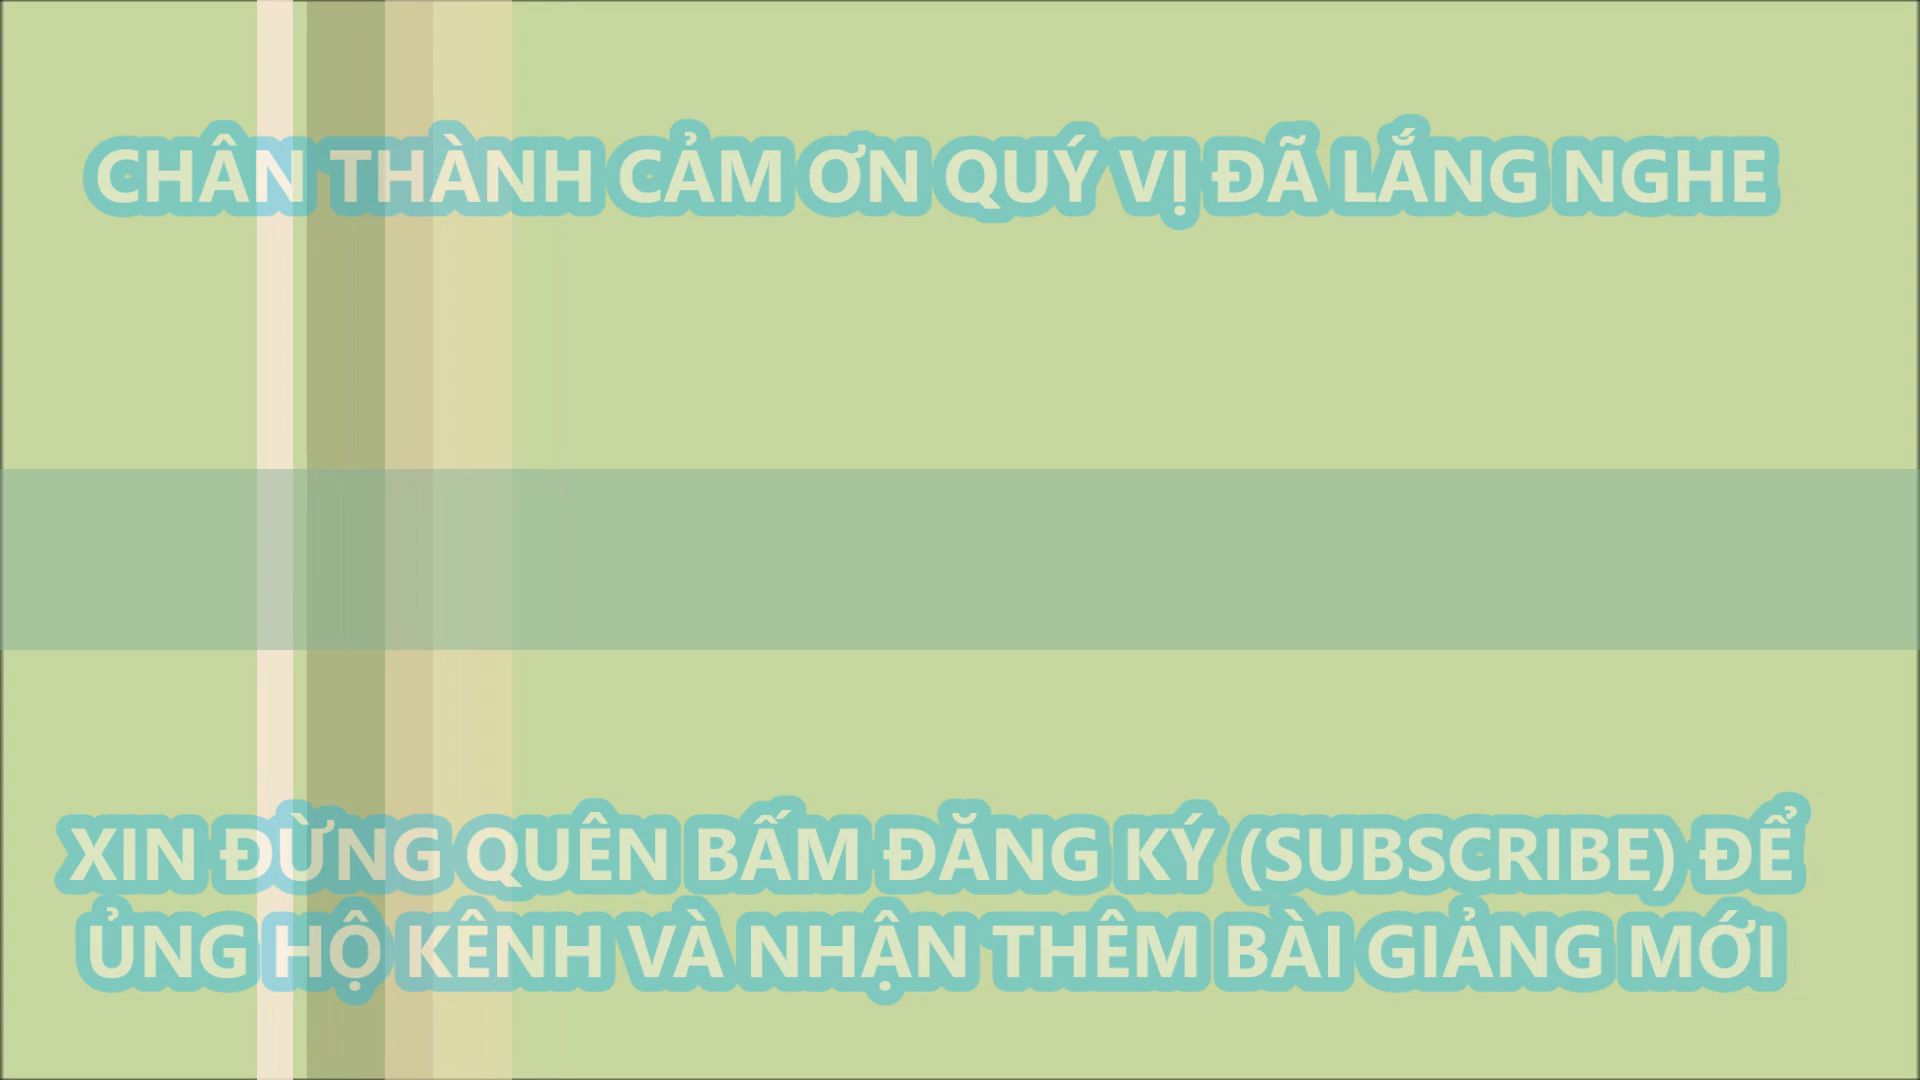 CHÂN THÀNH CẢM ƠN QUÝ VỊ ĐÃ LẮNG NGHE
XIN ĐỪNG QUÊN BẤM ĐĂNG KÝ (SUBSCRIBE) ĐỂ
ỦNG HỘ KÊNH VÀ NHẬN THÊM BÀI GIẢNG MỚI